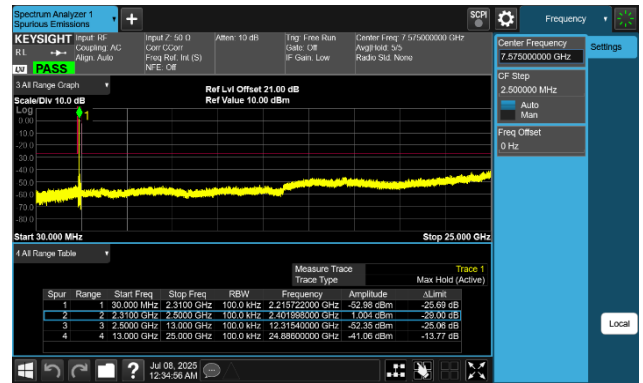 Spectrum Analyzer 1
Spurious Emissions
SCPI
Frequency
KEYSIGHT
RL
LW PASS
Input: RF
Coupling: AC
Align: Auto
Input Z: 50 Ω
Corr CCorr
Freq Ref: Int (S)
NFE: Off
Atten: 10 dB
Trig: Free Run
Gate: Off
IF Gain: Low
Center Freq: 7.575000000 GHz
Avg|Hold: 5/5
Radio Std: None
Center Frequency
7.575000000 GHz
Settings
CF Step
2.500000 MHz
Auto
Man
Freq Offset
0 Hz
Local
3 All Range Graph
Scale/Div 10.0 dB
Ref Lvl Offset 21.00 dB
Ref Value 10.00 dBm
Log
1
0.00
-10.0
-20.0
-30.0
-40.0
-50.0
-60.0
-70.0
-80.0
Start 30.000 MHz
Stop 25.000 GHz
4 All Range Table
Measure Trace Trace 1
Trace Type Max Hold (Active)
Spur Range Start Freq Stop Freq RBW Frequency Amplitude ΔLimit
1 1 30.000 MHz 2.3100 GHz 100.0 kHz 2.215722000 GHz -52.98 dBm -25.69 dB
2 2 2.3100 GHz 2.5000 GHz 100.0 kHz 2.401998000 GHz 1.004 dBm -29.00 dB
3 3 2.5000 GHz 13.000 GHz 100.0 kHz 12.31540000 GHz -52.35 dBm -25.06 dB
4 4 13.000 GHz 25.000 GHz 100.0 kHz 24.88600000 GHz -41.06 dBm -13.77 dB
?
Jul 08, 2025
12:34:56 AM